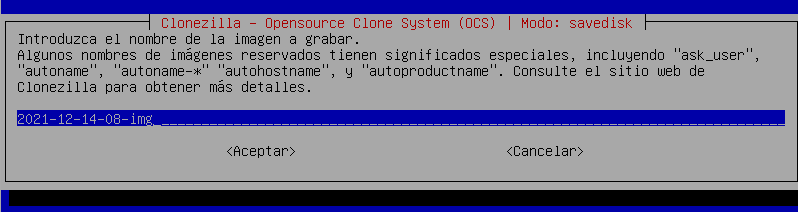 Clonezilla - Opensource Clone System (OCS) | Modo: savedisk
Introduzca el nombre de la imagen a grabar.
Algunos nombres de imágenes reservados tienen significados especiales, incluyendo "ask_user",
"autoname", "autoname-*" "autohostname", y "autoproductname". Consulte el sitio web de
Clonezilla para obtener más detalles.
2021-12-14-08-img
<Aceptar> <Cancelar>